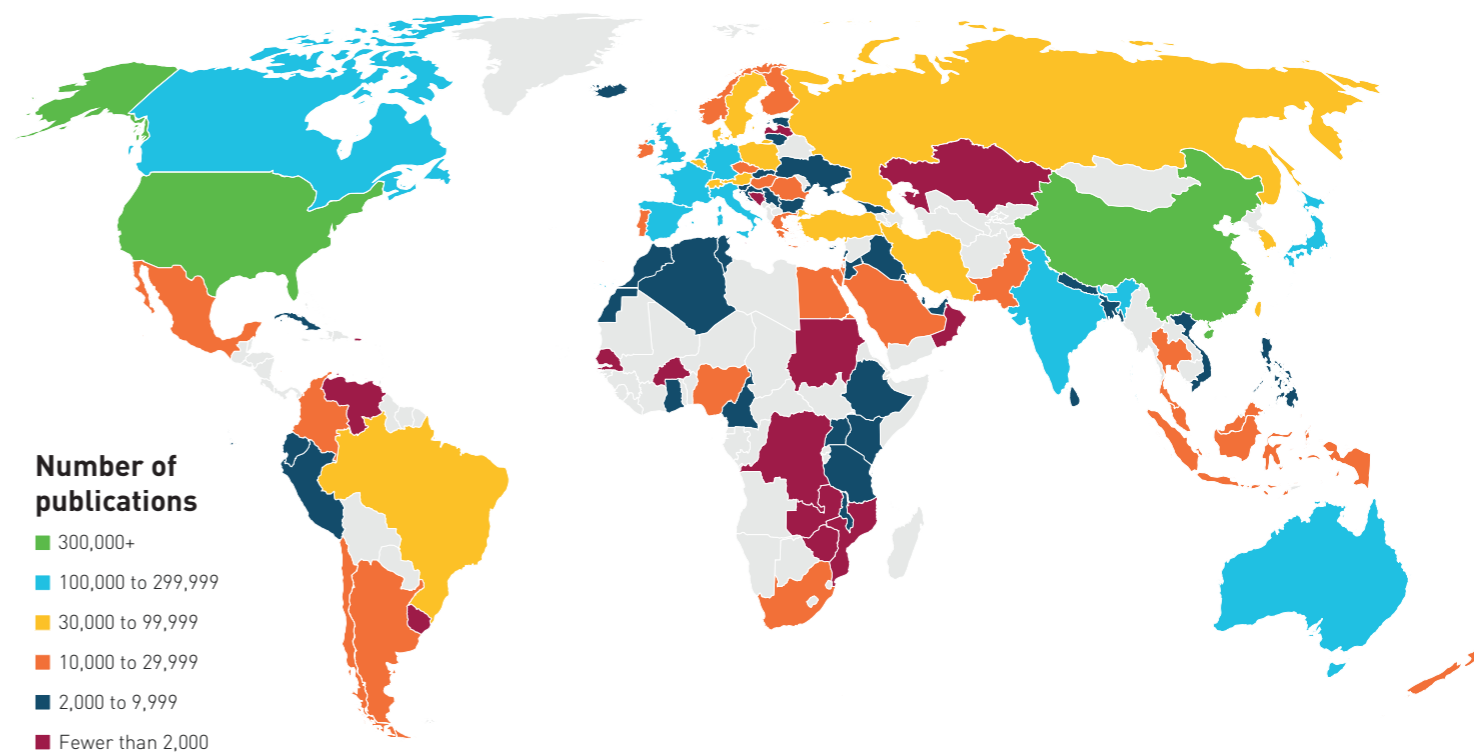 Number of
publications
300,000+
100,000 to 299,999
30,000 to 99,999
10,000 to 29,999
2,000 to 9,999
Fewer than 2,000